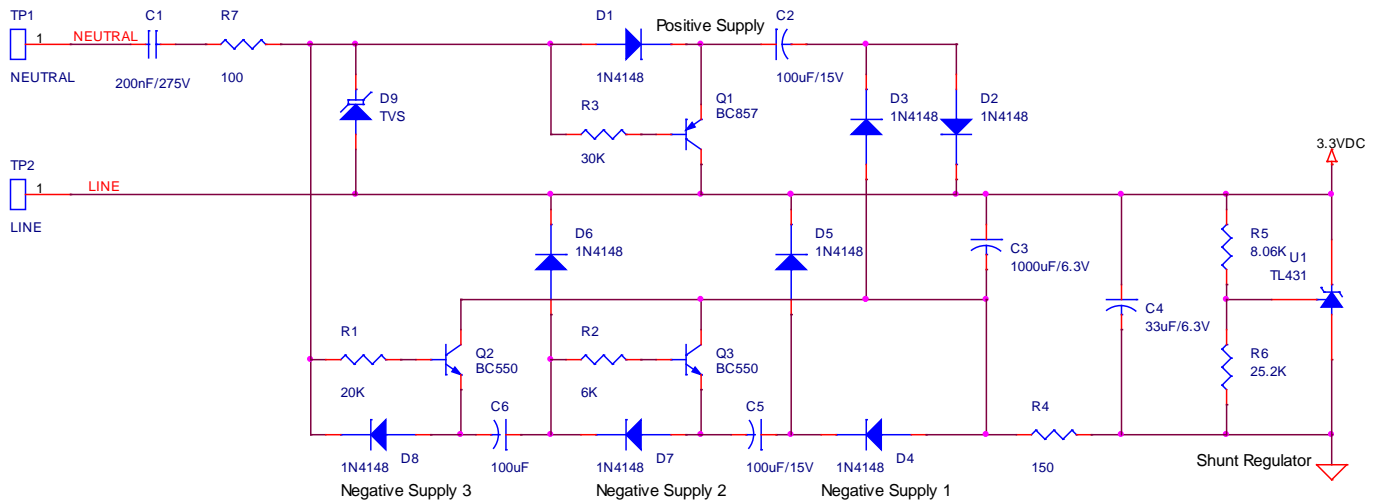 TP1
1
NEUTRAL
NEUTRAL
C1
200nF/275V
R7
100
D9
TVS
D1
1N4148
Positive Supply
C2
100uF/15V
R3
30K
Q1
BC857
D3
1N4148
D2
1N4148
3.3VDC
TP2
1
LINE
LINE
D6
1N4148
D5
1N4148
C3
1000uF/6.3V
C4
33uF/6.3V
R5
8.06K
U1
TL431
R6
25.2K
R1
20K
Q2
BC550
R2
6K
Q3
BC550
1N4148
D8
C6
100uF
1N4148
D7
C5
100uF/15V
1N4148
D4
R4
150
Negative Supply 3
Negative Supply 2
Negative Supply 1
Shunt Regulator